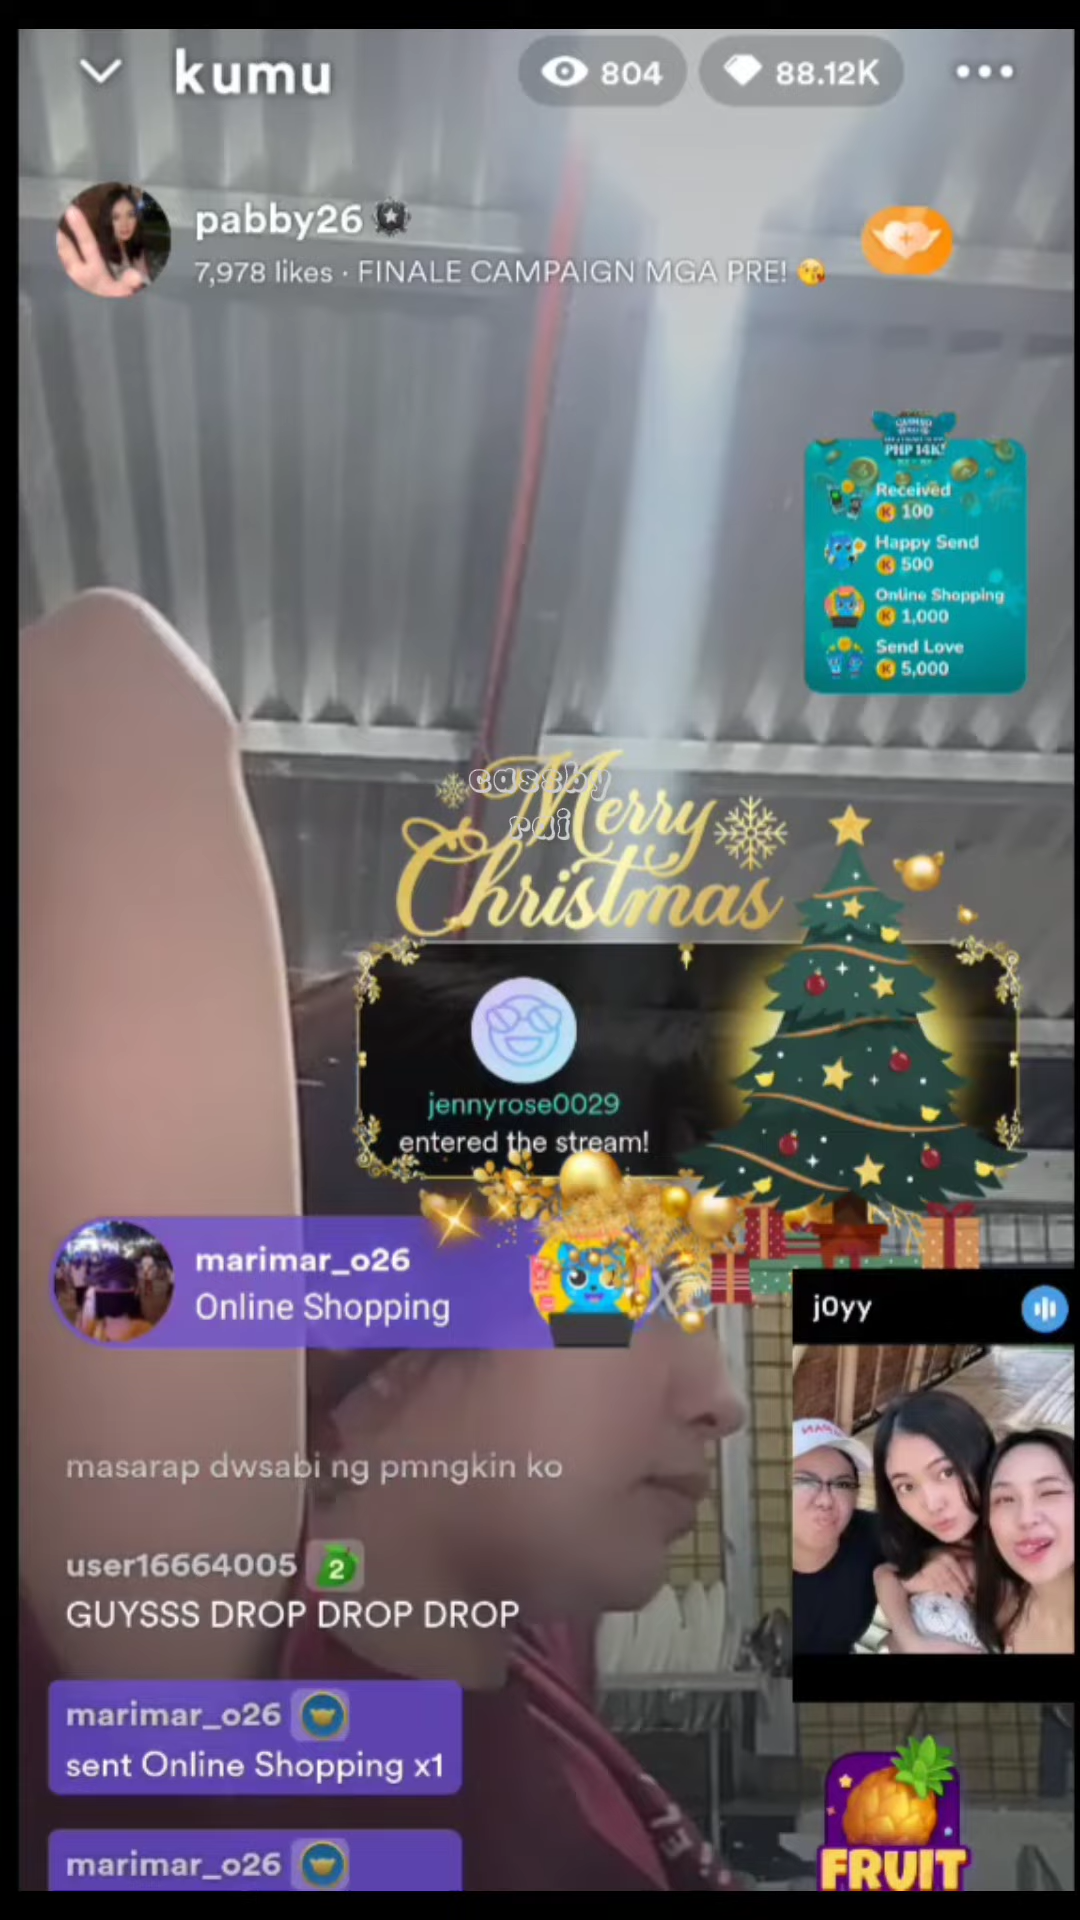 kumu
804
88.12K
pabby26
7,978 likes · FINALE CAMPAIGN MGA PRE! 😘
PHP 14K!
Received
K 100
Happy Send
K 500
Online Shopping
K 1,000
Send Love
K 5,000
cassby
rai
Merry
Christmas
jennyrose0029
entered the stream!
marimar_o26
Online Shopping
j0yy
masarap dwsabi ng pmngkin ko
user16664005 2
GUYSSS DROP DROP DROP
marimar_o26
sent Online Shopping x1
marimar_o26
FRUIT